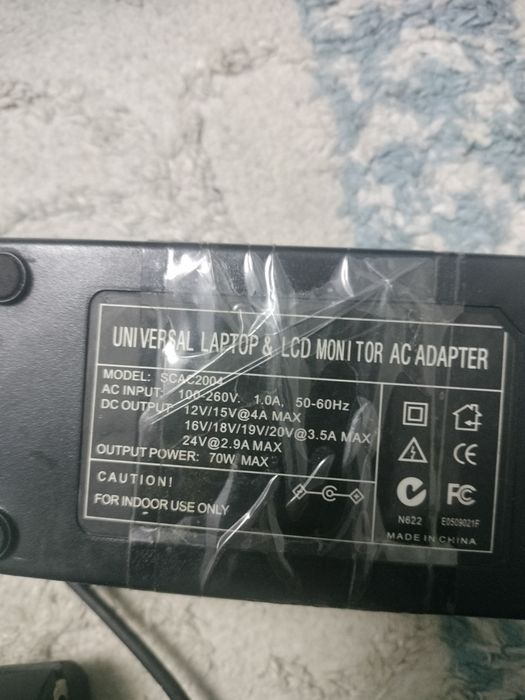 UNIVERSAL LAPTOP & LCD MONITOR AC ADAPTER
MODEL: SCAC2004
AC INPUT: 100-260V. 1.0A, 50-60Hz
DC OUTPUT: 12V/15V@4A MAX
16V/18V/19V/20V@3.5A MAX
24V@2.9A MAX
OUTPUT POWER: 70W MAX
CAUTION!
FOR INDOOR USE ONLY
CE
FC
N622 E0509021F
MADE IN CHINA